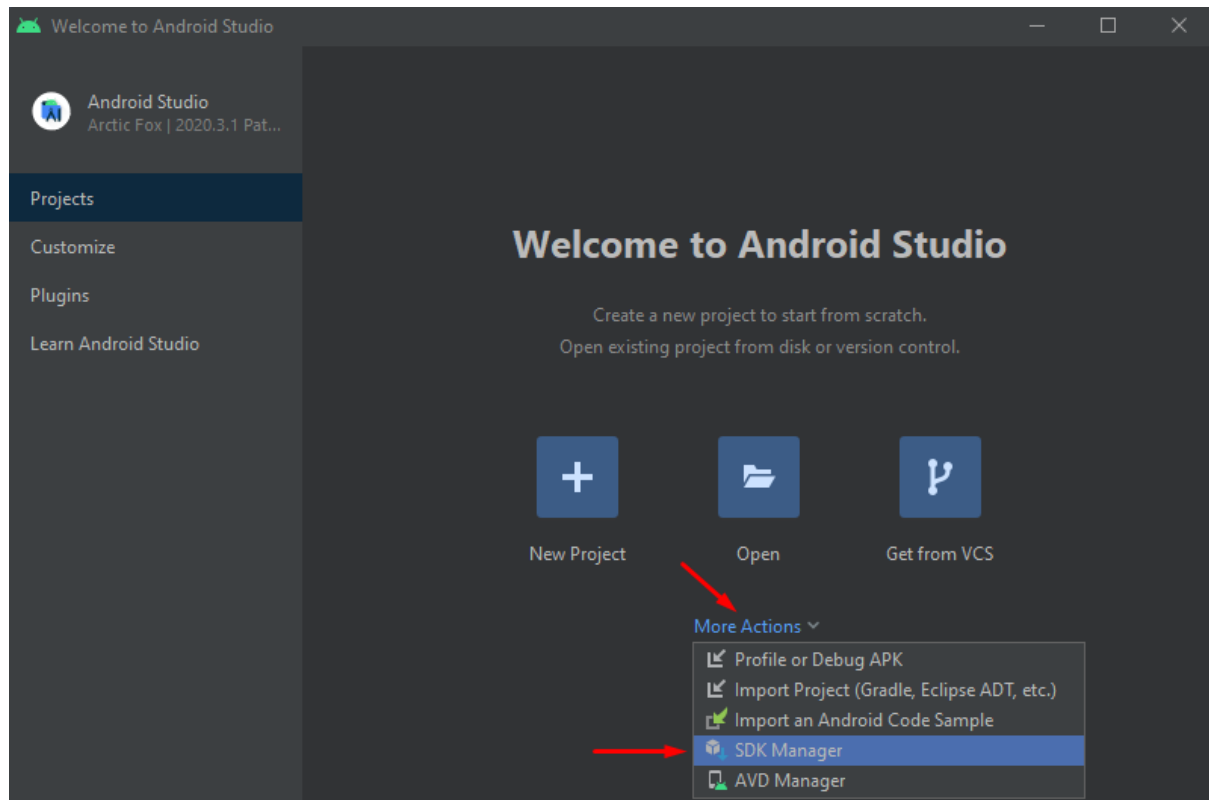 Welcome to Android Studio
Android Studio
Arctic Fox | 2020.3.1 Pat...
Projects
Customize
Plugins
Learn Android Studio
Welcome to Android Studio
Create a new project to start from scratch.
Open existing project from disk or version control.
New Project
Open
Get from VCS
More Actions
Profile or Debug APK
Import Project (Gradle, Eclipse ADT, etc.)
Import an Android Code Sample
SDK Manager
AVD Manager